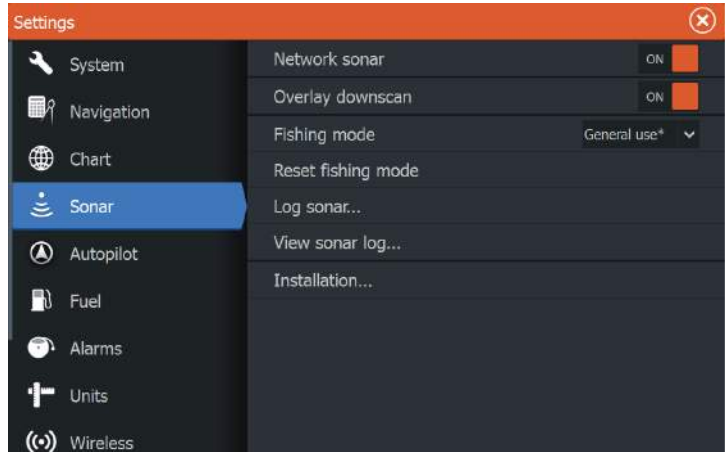 Settings
System
Navigation
Chart
Sonar
Autopilot
Fuel
Alarms
Units
Wireless
Network sonar ON
Overlay downscan ON
Fishing mode General use*
Reset fishing mode
Log sonar...
View sonar log...
Installation...